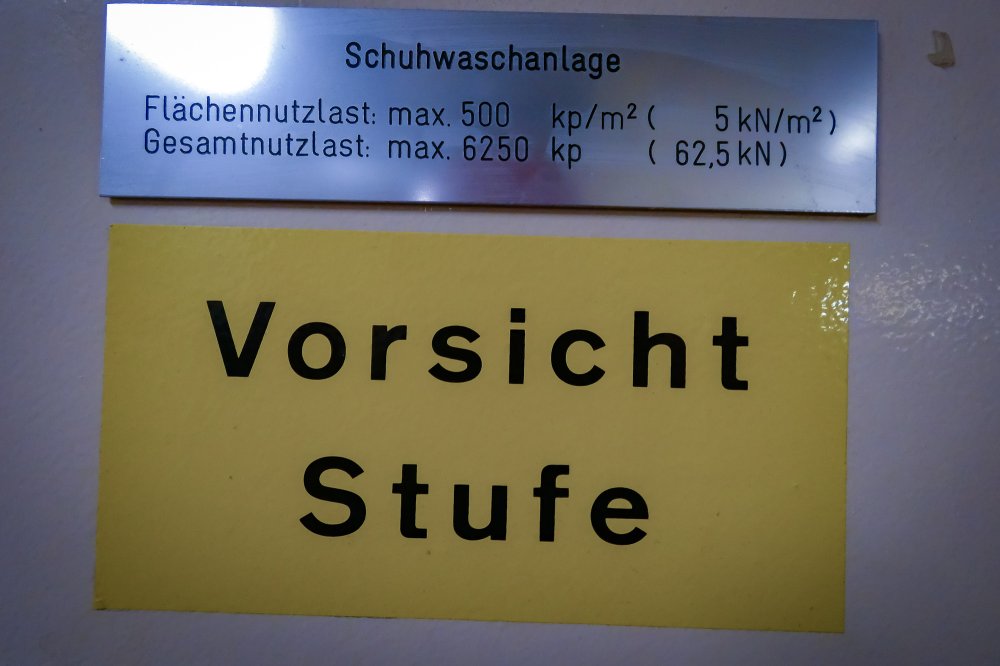 Schuhwaschanlage
Flächennutzlast: max. 500 kp/m² ( 5 kN/m²)
Gesamtnutzlast: max. 6250 kp ( 62,5 kN)
Vorsicht
Stufe